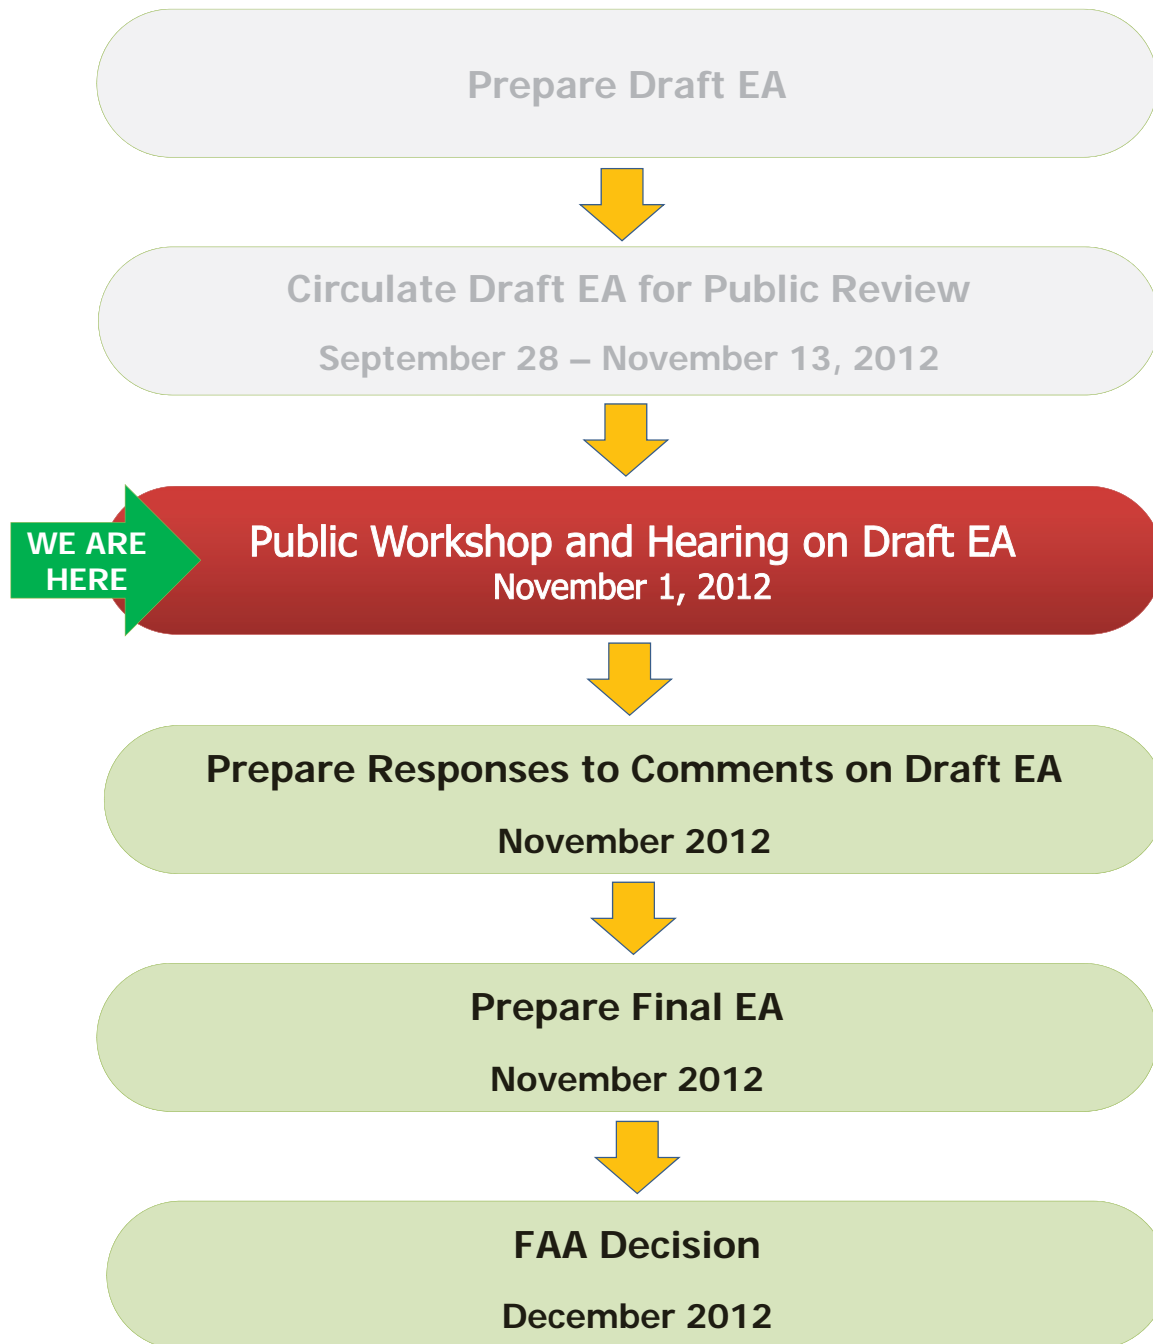 Prepare Draft EA
Circulate Draft EA for Public Review
September 28 – November 13, 2012
WE ARE
HERE
Public Workshop and Hearing on Draft EA
November 1, 2012
Prepare Responses to Comments on Draft EA
November 2012
Prepare Final EA
November 2012
FAA Decision
December 2012